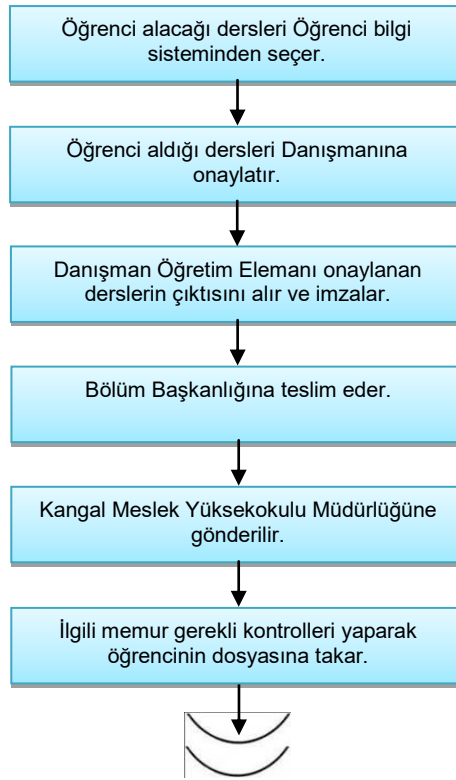 Öğrenci alacağı dersleri Öğrenci bilgi
sisteminden seçer.
Öğrenci aldığı dersleri Danışmanına
onaylatır.
Danışman Öğretim Elemanı onaylanan
derslerin çıktısını alır ve imzalar.
Bölüm Başkanlığına teslim eder.
Kangal Meslek Yüksekokulu Müdürlüğüne
gönderilir.
İlgili memur gerekli kontrolleri yaparak
öğrencinin dosyasına takar.